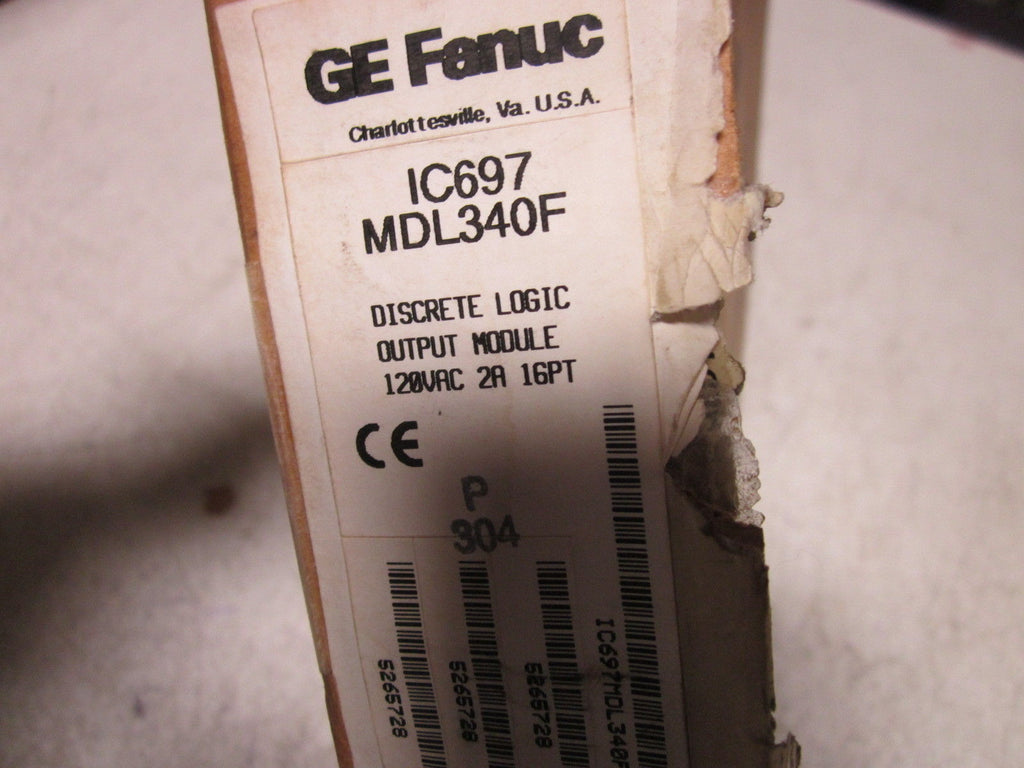 GE Fanuc
Charlottesville, Va. U.S.A.
IC697
MDL340F
DISCRETE LOGIC
OUTPUT MODULE
120VAC 2A 16PT
CE
P
304
5265728
5265728
5265728
IC697MDL340F